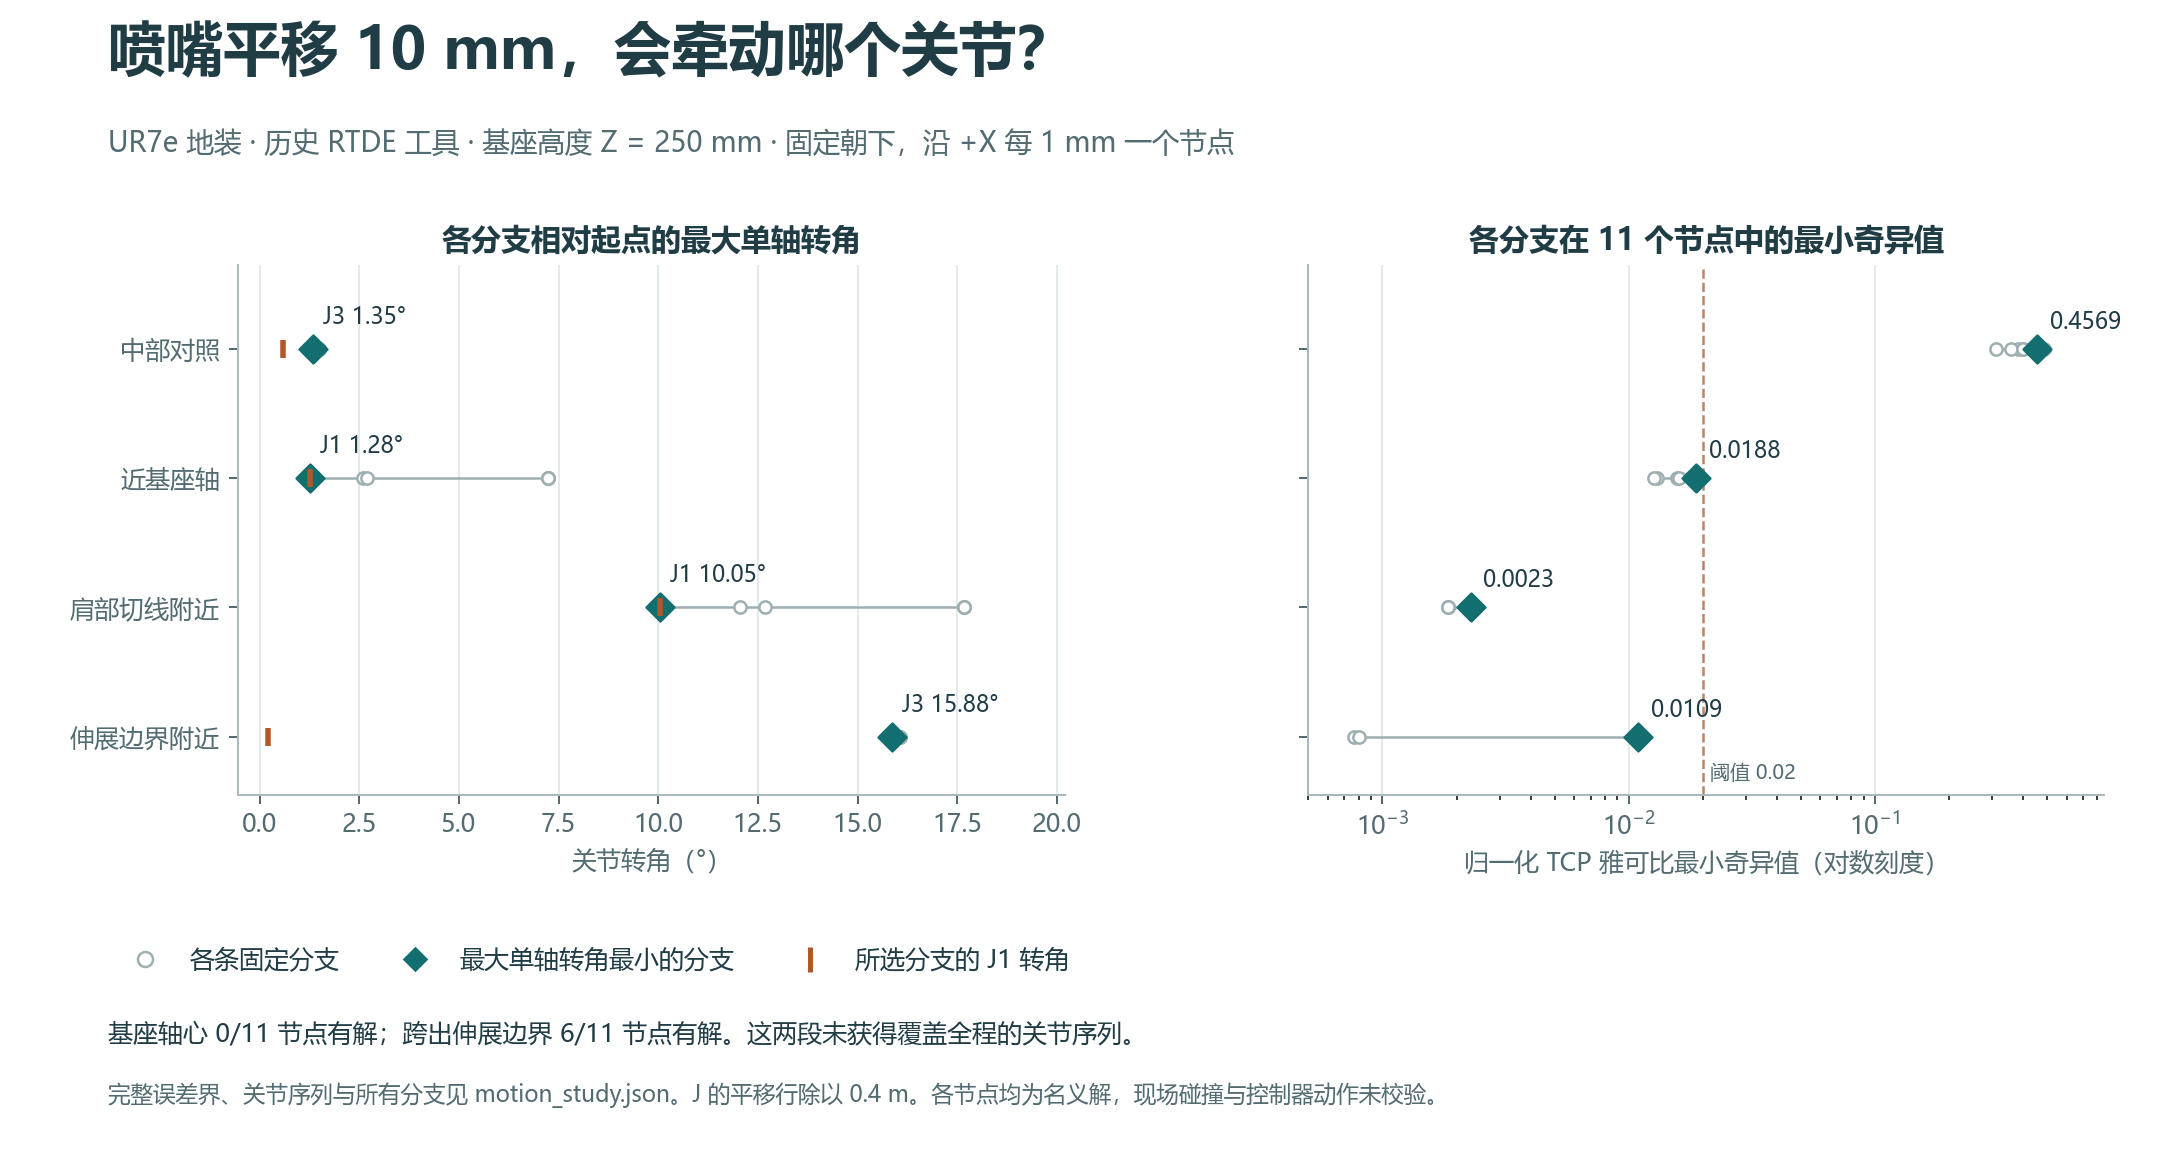 喷嘴平移 10 mm，会牵动哪个关节？
UR7e 地装 · 历史 RTDE 工具 · 基座高度 Z = 250 mm · 固定朝下，沿 +X 每 1 mm 一个节点
各分支相对起点的最大单轴转角
中部对照
近基座轴
肩部切线附近
伸展边界附近
J3 1.35°
J1 1.28°
J1 10.05°
J3 15.88°
0.0 2.5 5.0 7.5 10.0 12.5 15.0 17.5 20.0
关节转角（°）
各分支在 11 个节点中的最小奇异值
0.4569
0.0188
0.0023
0.0109
阈值 0.02
10⁻³ 10⁻² 10⁻¹
归一化 TCP 雅可比最小奇异值（对数刻度）
各条固定分支 最大单轴转角最小的分支 所选分支的 J1 转角
基座轴心 0/11 节点有解；跨出伸展边界 6/11 节点有解。这两段未获得覆盖全程的关节序列。
完整误差界、关节序列与所有分支见 motion_study.json。J 的平移行除以 0.4 m。各节点均为名义解，现场碰撞与控制器动作未校验。